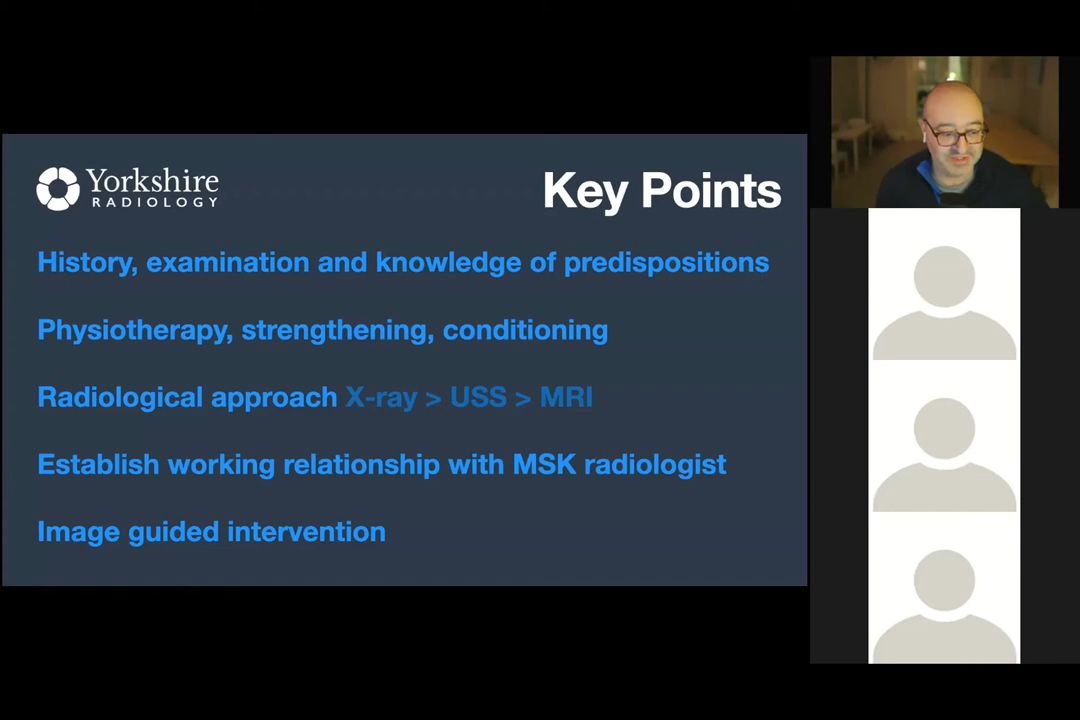 Yorkshire
RADIOLOGY
Key Points
History, examination and knowledge of predispositions
Physiotherapy, strengthening, conditioning
Radiological approach X-ray > USS > MRI
Establish working relationship with MSK radiologist
Image guided intervention